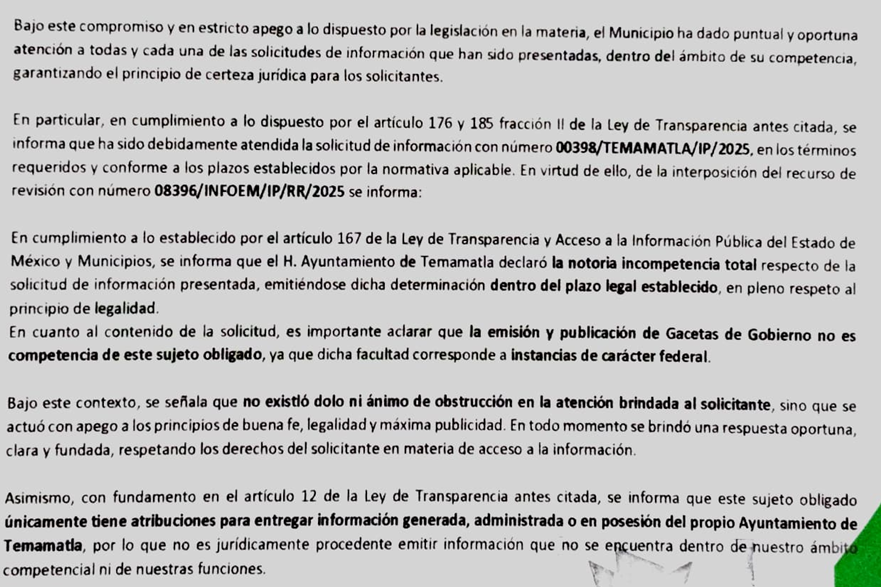 Bajo este compromiso y en estricto apego a lo dispuesto por la legislación en la materia, el Municipio ha dado puntual y oportuna
atención a todas y cada una de las solicitudes de información que han sido presentadas, dentro del ámbito de su competencia,
garantizando el principio de certeza jurídica para los solicitantes.
En particular, en cumplimiento a lo dispuesto por el artículo 176 y 185 fracción II de la Ley de Transparencia antes citada, se
informa que ha sido debidamente atendida la solicitud de información con número 00398/TEMAMATLA/IP/2025, en los términos
requeridos y conforme a los plazos establecidos por la normativa aplicable. En virtud de ello, de la interposición del recurso de
revisión con número 08396/INFOEM/IP/RR/2025 se informa:
En cumplimiento a lo establecido por el artículo 167 de la Ley de Transparencia y Acceso a la Información Pública del Estado de
México y Municipios, se informa que el H. Ayuntamiento de Temamatla declaró la notoria incompetencia total respecto de la
solicitud de información presentada, emitiéndose dicha determinación dentro del plazo legal establecido, en pleno respeto al
principio de legalidad.
En cuanto al contenido de la solicitud, es importante aclarar que la emisión y publicación de Gacetas de Gobierno no es
competencia de este sujeto obligado, ya que dicha facultad corresponde a instancias de carácter federal.
Bajo este contexto, se señala que no existió dolo ni ánimo de obstrucción en la atención brindada al solicitante, sino que se
actuó con apego a los principios de buena fe, legalidad y máxima publicidad. En todo momento se brindó una respuesta oportuna,
clara y fundada, respetando los derechos del solicitante en materia de acceso a la información.
Asimismo, con fundamento en el artículo 12 de la Ley de Transparencia antes citada, se informa que este sujeto obligado
únicamente tiene atribuciones para entregar información generada, administrada o en posesión del propio Ayuntamiento de
Temamatla, por lo que no es jurídicamente procedente emitir información que no se encuentra dentro de nuestro ámbito
competencial ni de nuestras funciones.